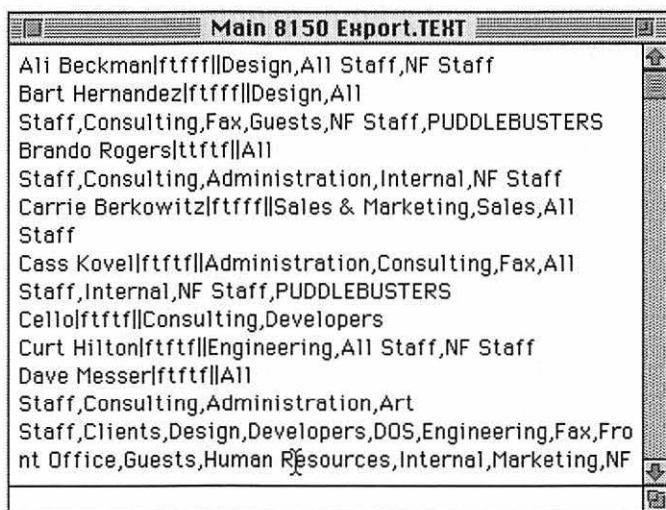 Main 8150 Export.TEXT
Ali Beckman|ftfff||Design,All Staff,NF Staff
Bart Hernandez|ftfff||Design,All
Staff,Consulting,Fax,Guests,NF Staff,PUDDLEBUSTERS
Brando Rogers|ttftf||All
Staff,Consulting,Administration,Internal,NF Staff
Carrie Berkowitz|ftfff||Sales & Marketing,Sales,All
Staff
Cass Kovel|ftftf||Administration,Consulting,Fax,All
Staff,Internal,NF Staff,PUDDLEBUSTERS
Cello|ftftf||Consulting,Developers
Curt Hilton|ftftf||Engineering,All Staff,NF Staff
Dave Messer|ftftf||All
Staff,Consulting,Administration,Art
Staff,Clients,Design,Developers,DOS,Engineering,Fax,Fro
nt Office,Guests,Human Resources,Internal,Marketing,NF